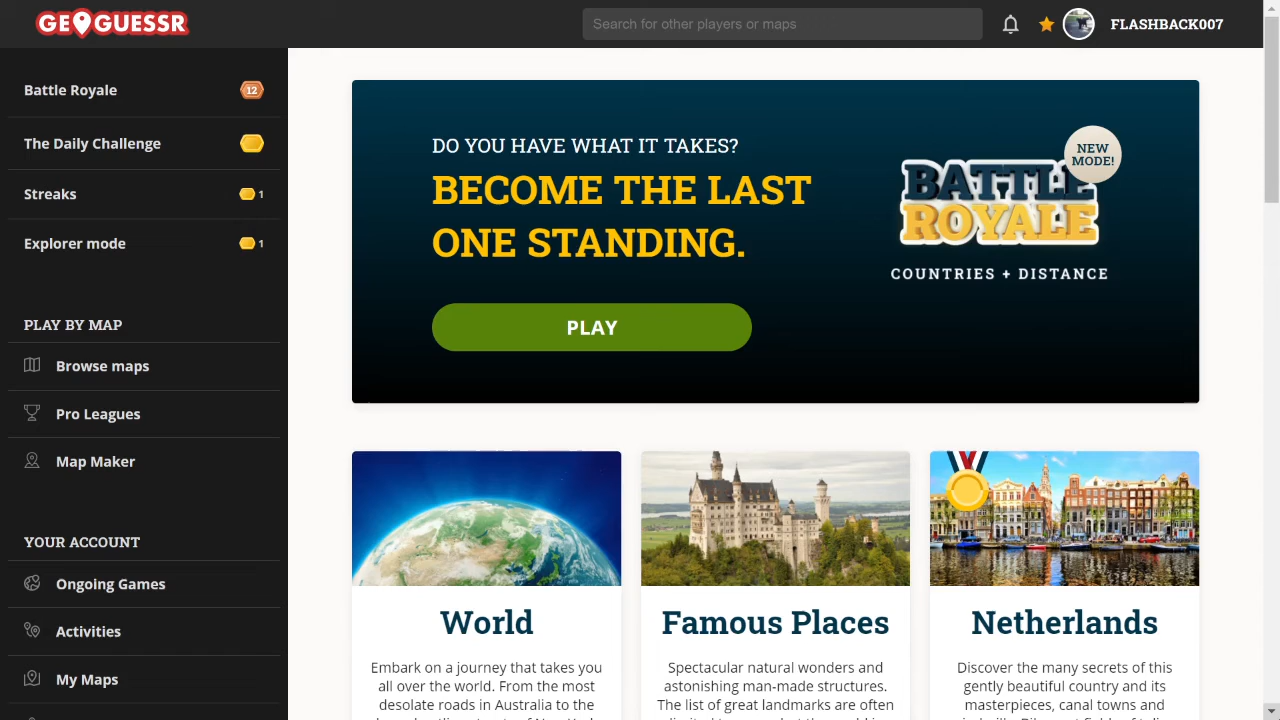 GEOGUESSR
Search for other players or maps
FLASHBACK007
Battle Royale
12
The Daily Challenge
Streaks
1
Explorer mode
1
PLAY BY MAP
Browse maps
Pro Leagues
Map Maker
YOUR ACCOUNT
Ongoing Games
Activities
My Maps
DO YOU HAVE WHAT IT TAKES?
BECOME THE LAST
ONE STANDING.
PLAY
NEW
MODE!
BATTLE
ROYALE
COUNTRIES + DISTANCE
World
Embark on a journey that takes you
all over the world. From the most
desolate roads in Australia to the
Famous Places
Spectacular natural wonders and
astonishing man-made structures.
The list of great landmarks are often
Netherlands
Discover the many secrets of this
gently beautiful country and its
masterpieces, canal towns and